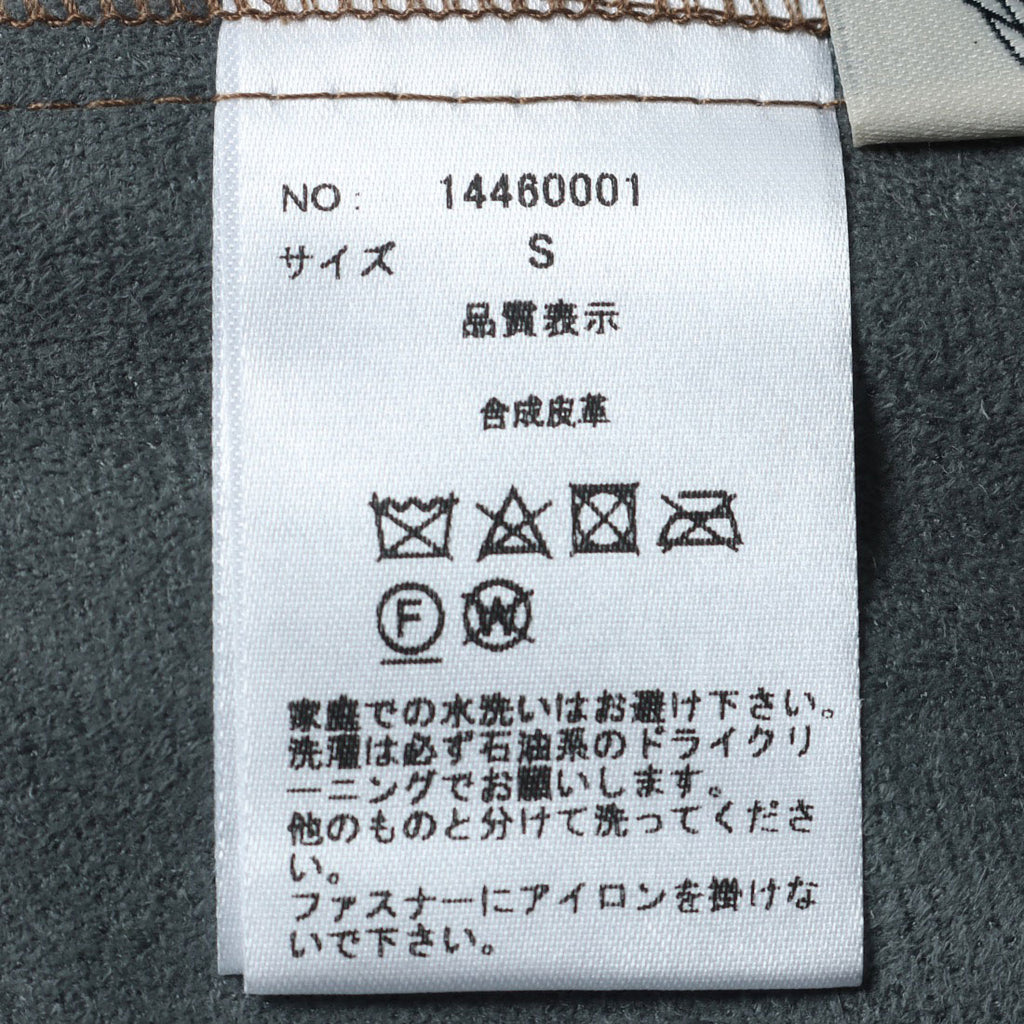 NO: 14460001
サイズ S
品質表示
合成皮革
F W
家庭での水洗いはお避け下さい。
洗濯は必ず石油系のドライクリ
ーニングでお願いします。
他のものと分けて洗ってくださ
い。
ファスナーにアイロンを掛けな
いで下さい。